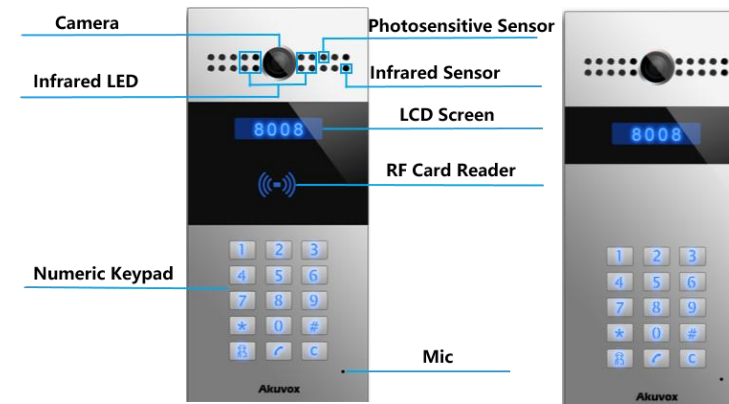 Camera
Photosensitive Sensor
Infrared LED
Infrared Sensor
LCD Screen
8008
8008
RF Card Reader
Numeric Keypad
1 2 3
4 5 6
7 8 9
* 0 #
C
1 2 3
4 5 6
7 8 9
* 0 #
C
Mic
Akuvox
Akuvox